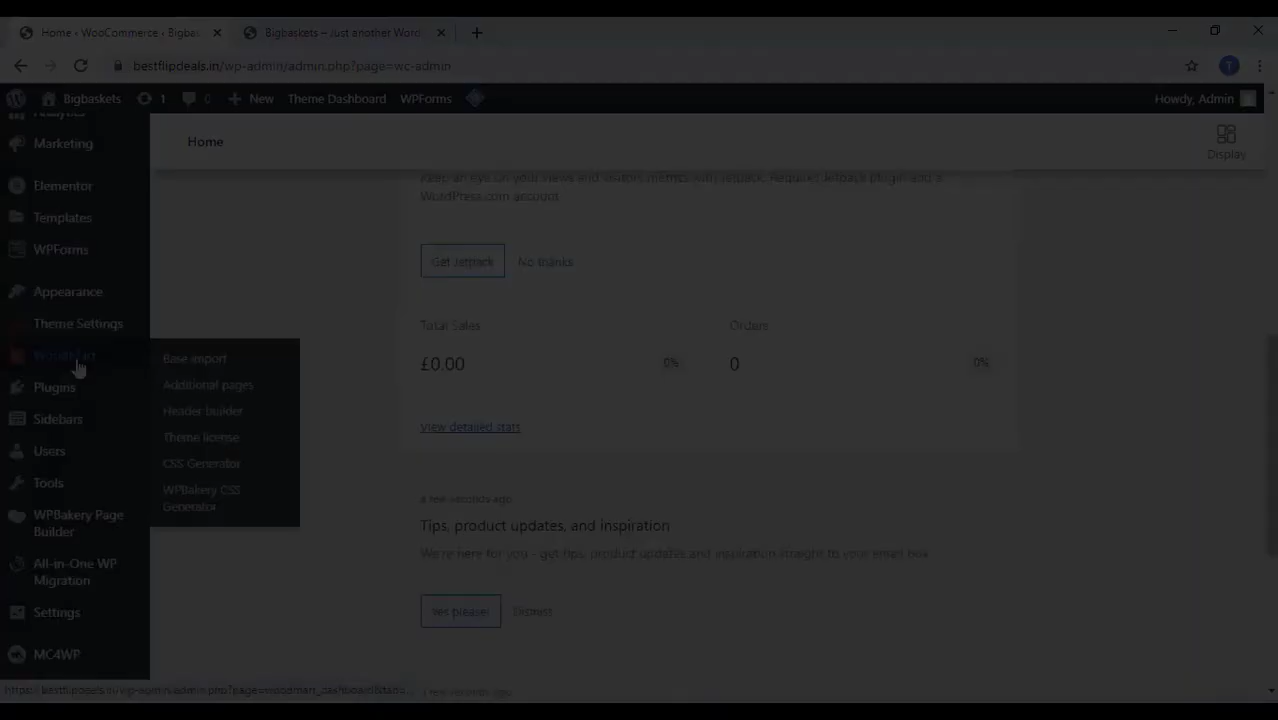 Home ‹ WooCommerce ‹ Bigba
Bigbaskets – Just another Word
bestflipdeals.in/wp-admin/admin.php?page=wc-admin
T
Bigbaskets
1
0
New
Theme Dashboard
WPForms
Howdy, Admin
Analytics
Marketing
Elementor
Templates
WPForms
Appearance
Theme Settings
WoodMart
Plugins
Sidebars
Users
Tools
WPBakery Page
Builder
All-in-One WP
Migration
Settings
MC4WP
Base import
Additional pages
Header builder
Theme license
CSS Generator
WPBakery CSS
Generator
Home
Display
Keep an eye on your views and visitors metrics with Jetpack. Requires Jetpack plugin and a
WordPress.com account.
Get Jetpack
No thanks
Total Sales
£0.00
0%
Orders
0
0%
View detailed stats
a few seconds ago
Tips, product updates, and inspiration
We're here for you - get tips, product updates and inspiration straight to your email box
Yes please!
Dismiss
a few seconds ago
https://bestflipdeals.in/wp-admin/admin.php?page=woodmart_dashboard&tab=...